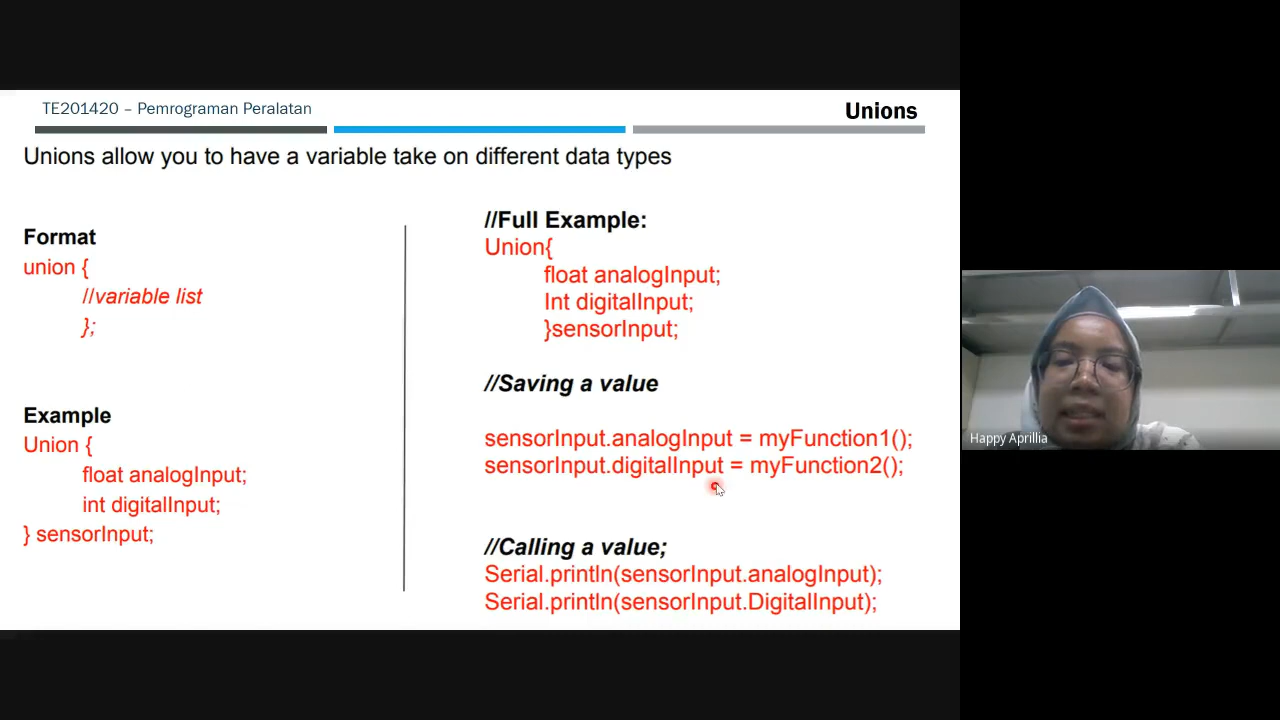 TE201420 – Pemrograman Peralatan
Unions
Unions allow you to have a variable take on different data types
Format
union {
//variable list
};
Example
Union {
float analogInput;
int digitalInput;
} sensorInput;
//Full Example:
Union{
float analogInput;
Int digitalInput;
}sensorInput;
//Saving a value
sensorInput.analogInput = myFunction1();
sensorInput.digitalInput = myFunction2();
//Calling a value;
Serial.println(sensorInput.analogInput);
Serial.println(sensorInput.DigitalInput);
Happy Aprillia